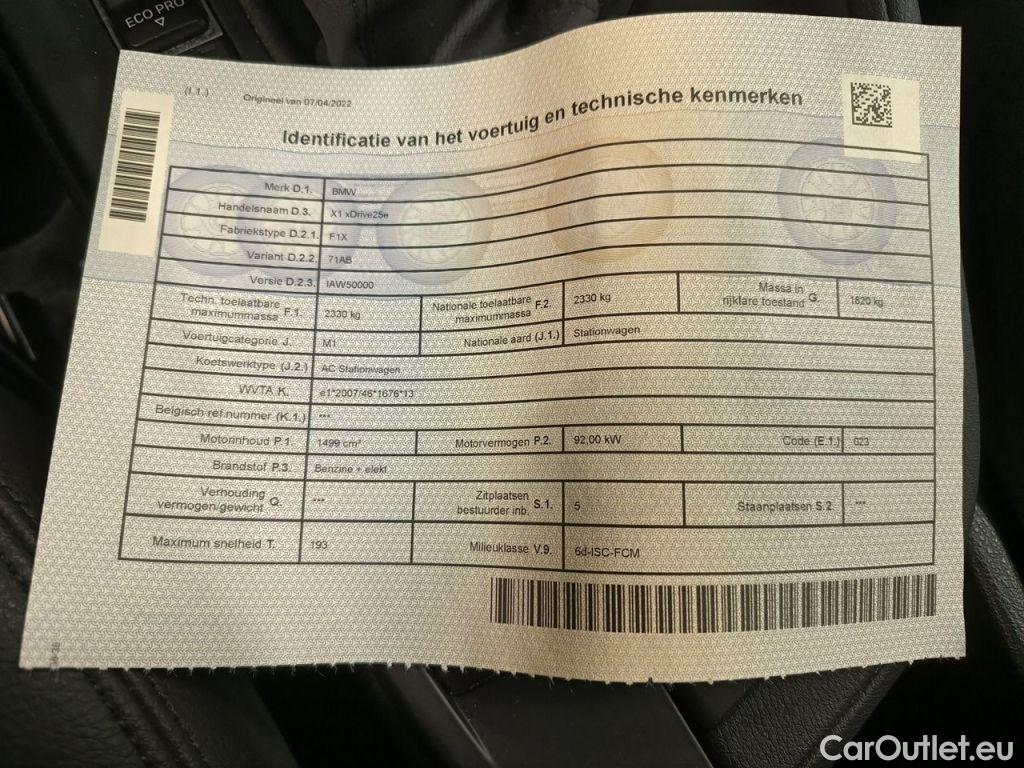 ECO PRO
(I.1.)
Origineel van 07/04/2022
Identificatie van het voertuig en technische kenmerken
Merk D.1. BMW
Handelsnaam D.3. X1 xDrive25e
Fabriekstype D.2.1. F1X
Variant D.2.2. 71AB
Versie D.2.3. IAW50000
Techn. toelaatbare maximummassa F.1. 2330 kg Nationale toelaatbare maximummassa F.2. 2330 kg Massa in rijklare toestand G. 1820 kg
Voertuigcategorie J. M1 Nationale aard (J.1.) Stationwagen
Koetswerktype (J.2.) AC Stationwagen
WVTA K. e1*2007/46*1676*13
Belgisch ref.nummer (K.1.) ***
Motorinhoud P.1. 1499 cm³ Motorvermogen P.2. 92,00 kW Code (E.1.) 023
Brandstof P.3. Benzine + elekt
Verhouding vermogen/gewicht Q. *** Zitplaatsen bestuurder inb. S.1. 5 Staanplaatsen S.2. ***
Maximum snelheid T. 193 Milieuklasse V.9. 6d-ISC-FCM
CarOutlet.eu